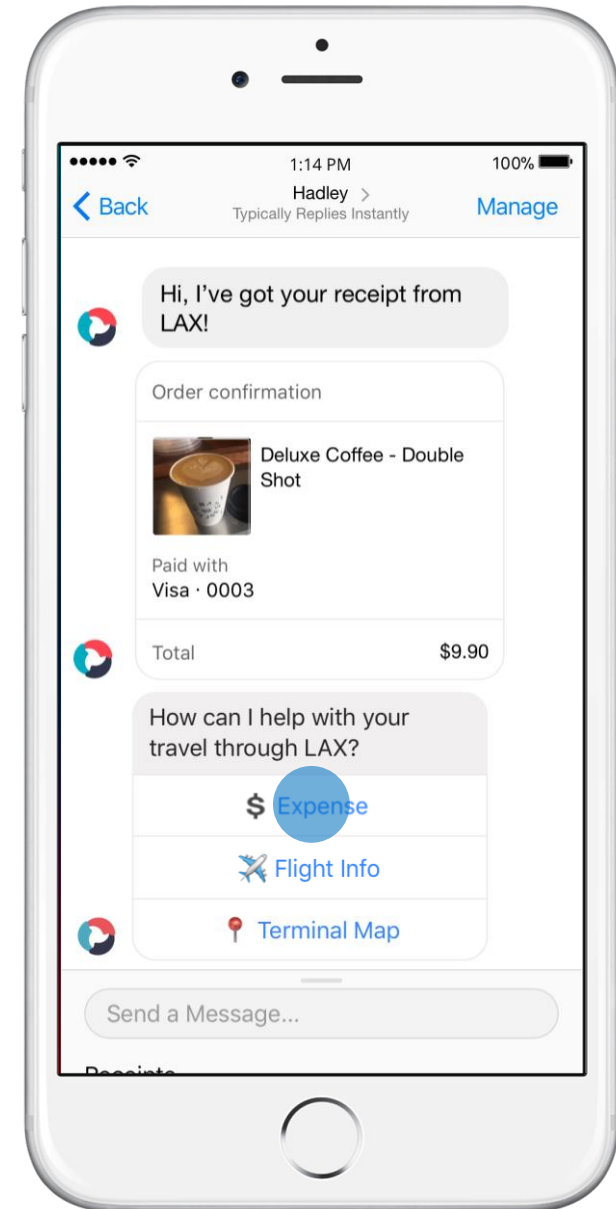 1:14 PM
100%
Back
Hadley >
Typically Replies Instantly
Manage
Hi, I've got your receipt from
LAX!
Order confirmation
Deluxe Coffee - Double
Shot
Paid with
Visa · 0003
Total
$9.90
How can I help with your
travel through LAX?
$ Expense
✈️ Flight Info
📍 Terminal Map
Send a Message...
Receipts